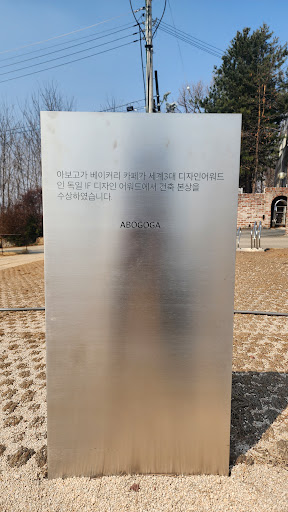 아보고가 베이커리 카페가 세계3대 디자인어워드
인 독일 IF 디자인 어워드에서 건축 본상을
수상하였습니다.
ABOGOGA